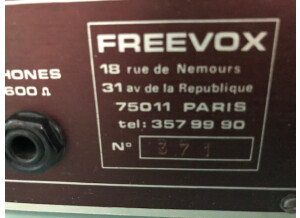 FREEVOX
18 rue de Nemours
31 av de la Republique
75011 PARIS
tel: 357 99 90
N°
HONES
600 Ω